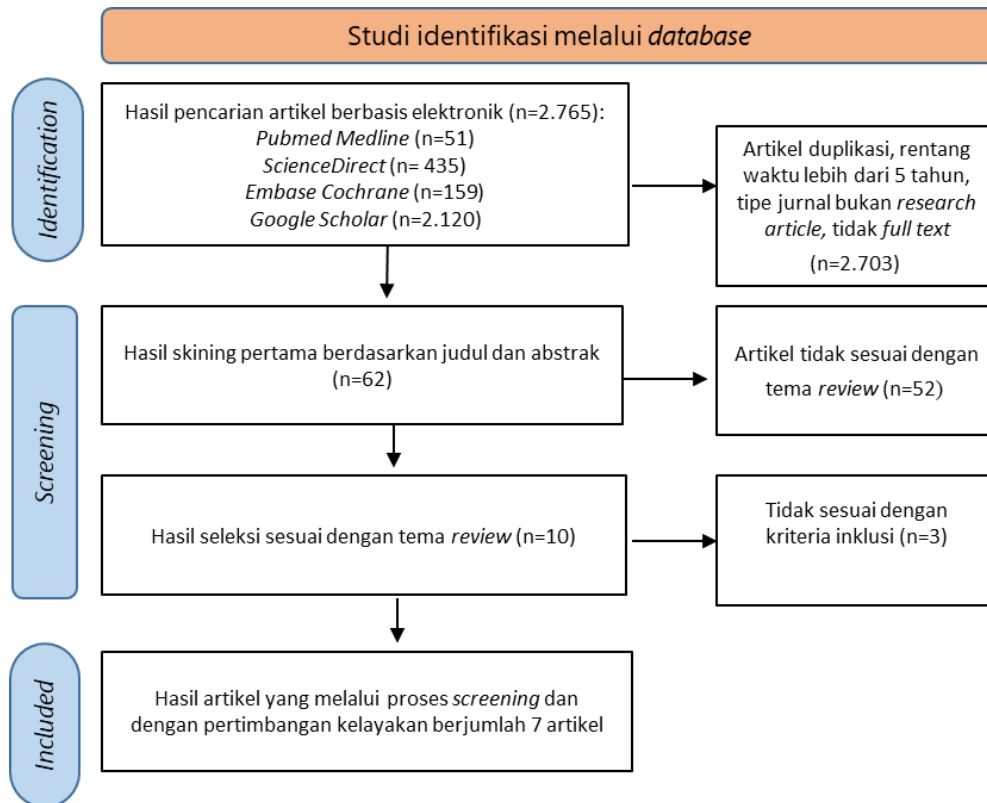 Studi identifikasi melalui database
Identification
Hasil pencarian artikel berbasis elektronik (n=2.765):
Pubmed Medline (n=51)
ScienceDirect (n= 435)
Embase Cochrane (n=159)
Google Scholar (n=2.120)
Artikel duplikasi, rentang
waktu lebih dari 5 tahun,
tipe jurnal bukan research
article, tidak full text
(n=2.703)
Screening
Hasil skining pertama berdasarkan judul dan abstrak
(n=62)
Artikel tidak sesuai dengan
tema review (n=52)
Hasil seleksi sesuai dengan tema review (n=10)
Tidak sesuai dengan
kriteria inklusi (n=3)
Included
Hasil artikel yang melalui proses screening dan
dengan pertimbangan kelayakan berjumlah 7 artikel